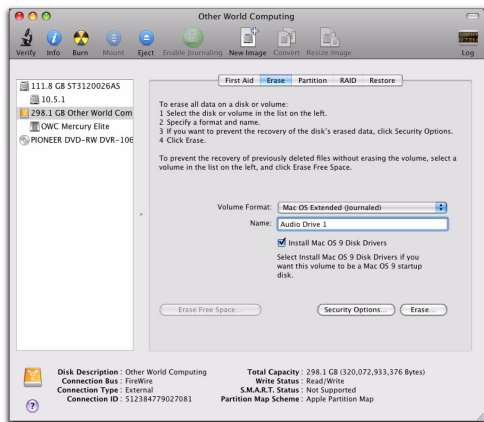 Other World Computing
Verify Info Burn Mount Eject Enable Journaling New Image Convert Resize Image Log
111.8 GB ST3120026AS
10.5.1
298.1 GB Other World Com
OWC Mercury Elite
PIONEER DVD-RW DVR-106
First Aid Erase Partition RAID Restore
To erase all data on a disk or volume:
1 Select the disk or volume in the list on the left.
2 Specify a format and name.
3 If you want to prevent the recovery of the disk's erased data, click Security Options.
4 Click Erase.
To prevent the recovery of previously deleted files without erasing the volume, select a
volume in the list on the left, and click Erase Free Space.
Volume Format: Mac OS Extended (Journaled)
Name: Audio Drive 1
Install Mac OS 9 Disk Drivers
Select Install Mac OS 9 Disk Drivers if you
want this volume to be a Mac OS 9 startup
disk.
Erase Free Space... Security Options... Erase...
Disk Description : Other World Computing
Connection Bus : FireWire
Connection Type : External
Connection ID : 512384779027081
Total Capacity : 298.1 GB (320,072,933,376 Bytes)
Write Status : Read/Write
S.M.A.R.T. Status : Not Supported
Partition Map Scheme : Apple Partition Map
?